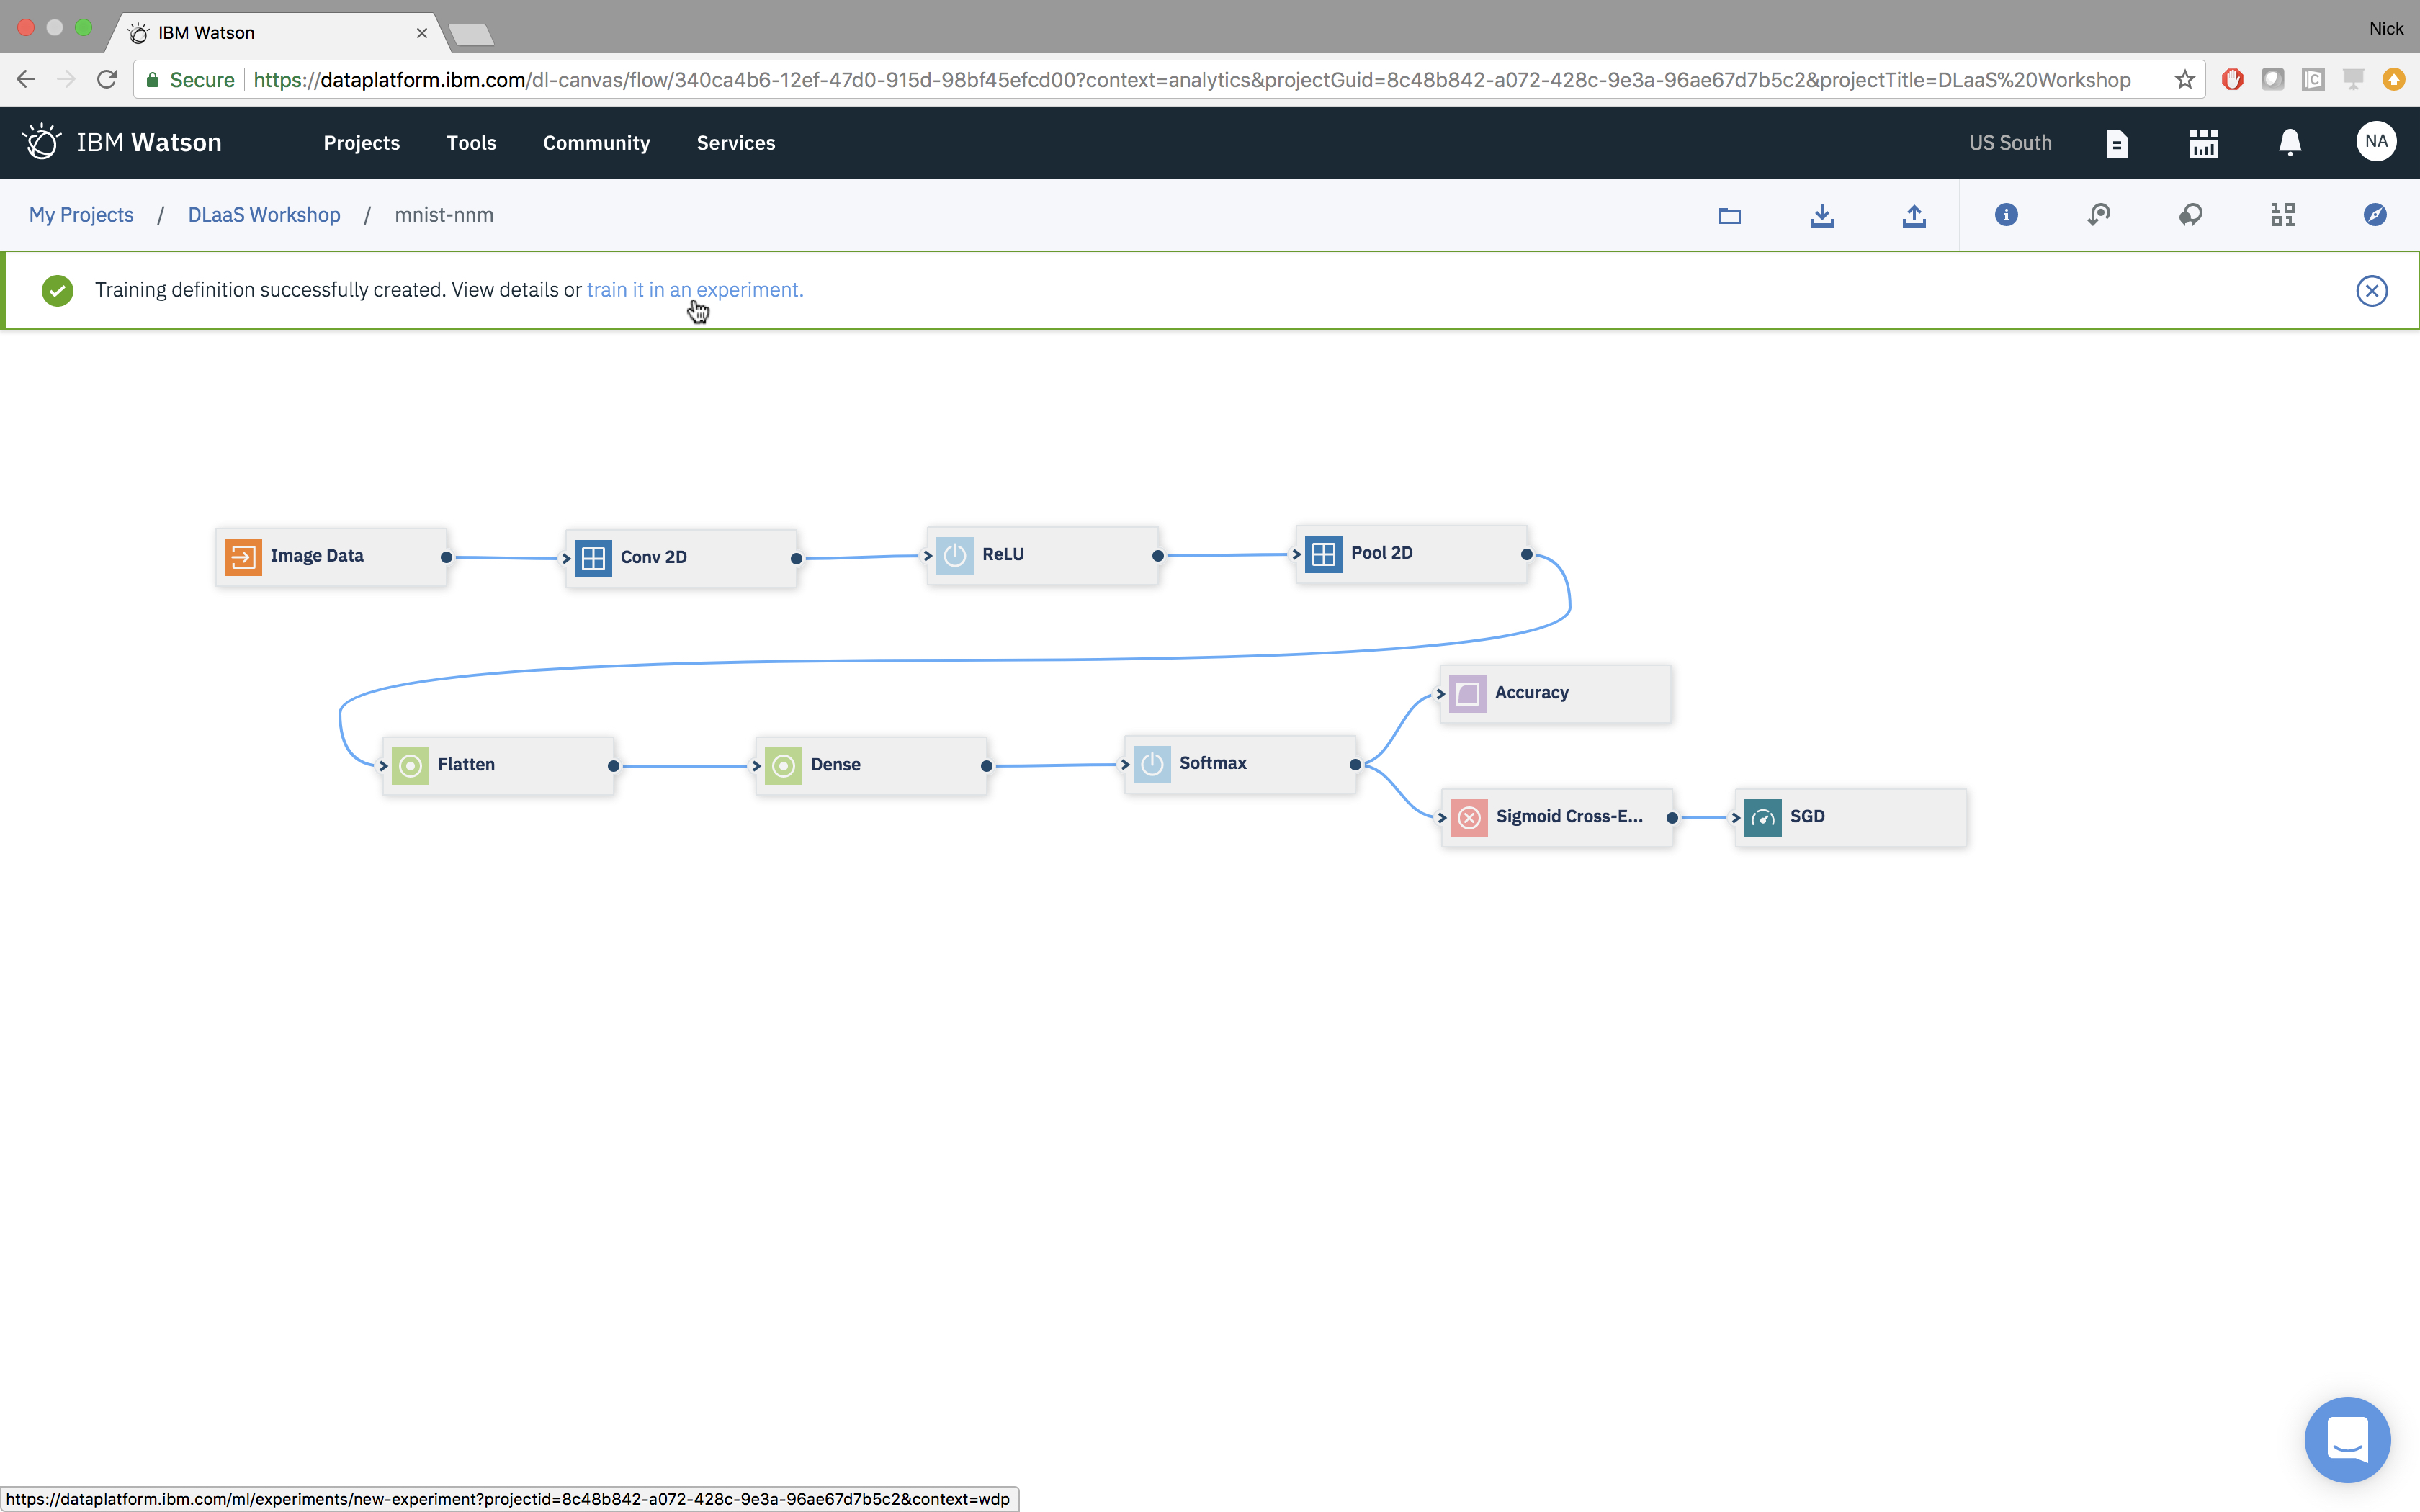 IBM Watson
Nick
Secure https://dataplatform.ibm.com/dl-canvas/flow/340ca4b6-12ef-47d0-915d-98bf45efcd00?context=analytics&projectGuid=8c48b842-a072-428c-9e3a-96ae67d7b5c2&projectTitle=DLaaS%20Workshop
IBM Watson Projects Tools Community Services US South NA
My Projects / DLaaS Workshop / mnist-nnm
Training definition successfully created. View details or train it in an experiment.
Image Data
Conv 2D
ReLU
Pool 2D
Accuracy
Flatten
Dense
Softmax
Sigmoid Cross-E...
SGD
https://dataplatform.ibm.com/ml/experiments/new-experiment?projectid=8c48b842-a072-428c-9e3a-96ae67d7b5c2&context=wdp